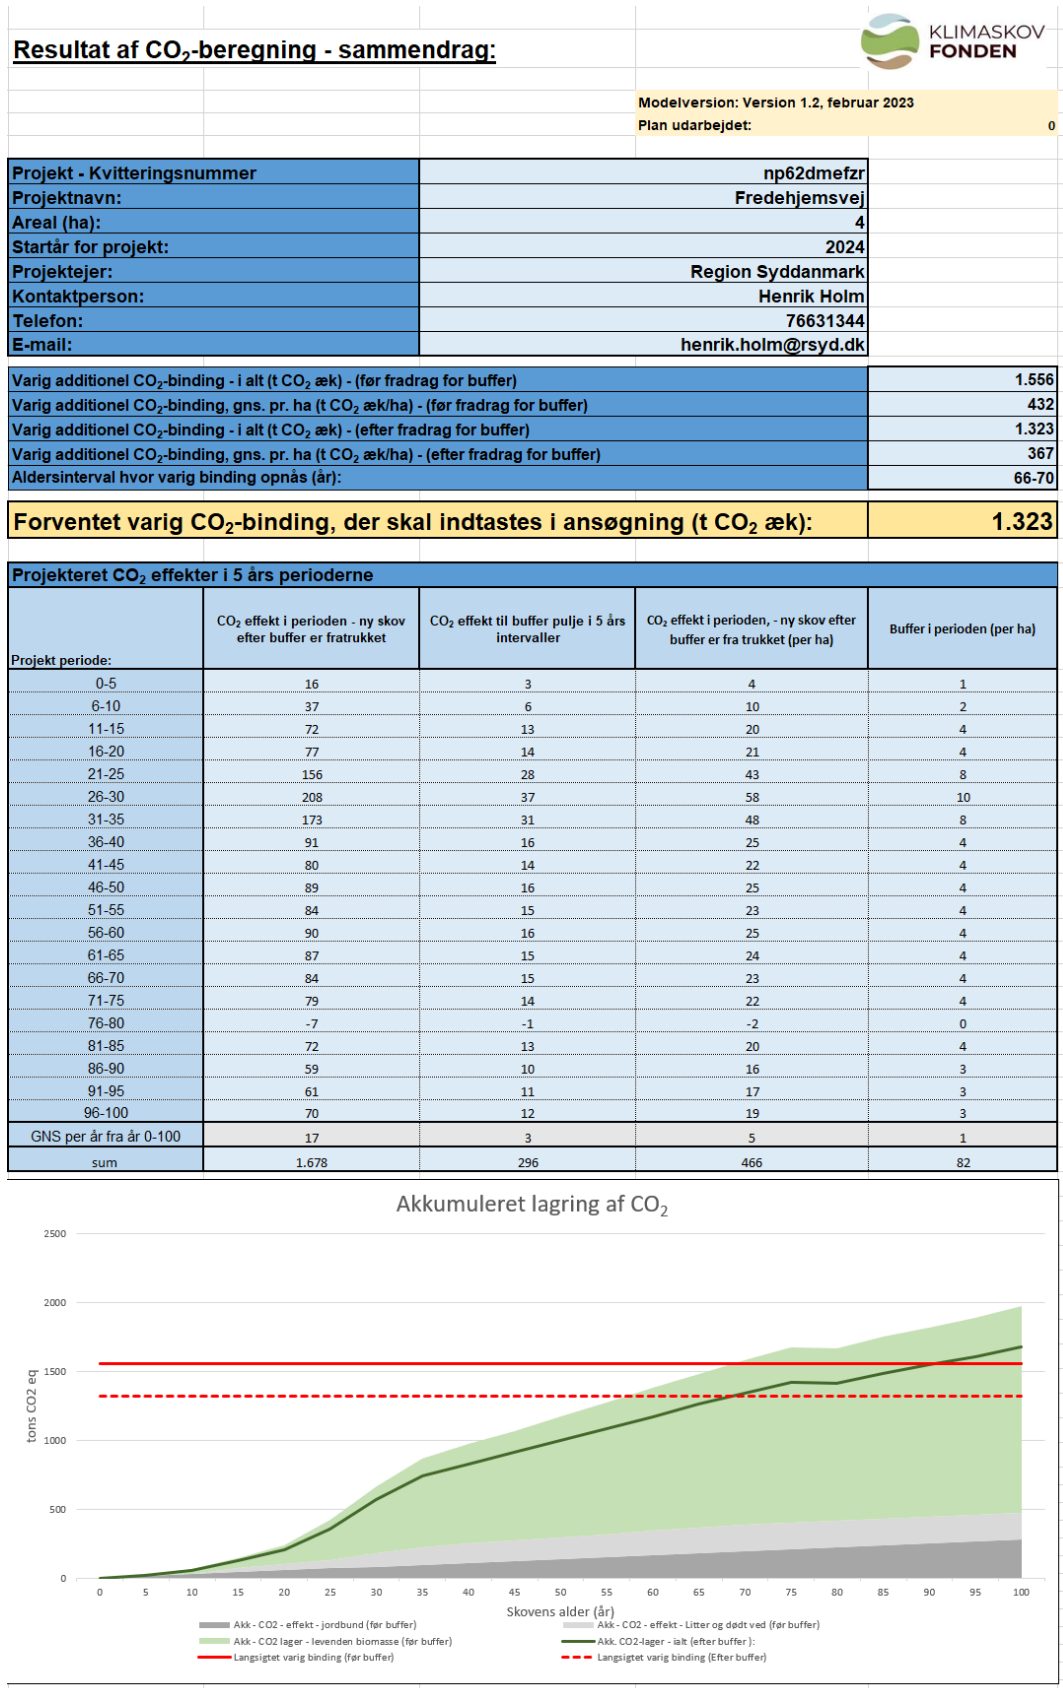 Resultat af CO2-beregning - sammendrag:
KLIMASKOV
FONDEN
Modelversion: Version 1.2, februar 2023
Plan udarbejdet: 0
Projekt - Kvitteringsnummer np62dmefzr
Projektnavn: Fredehjemsvej
Areal (ha): 4
Startår for projekt: 2024
Projektejer: Region Syddanmark
Kontaktperson: Henrik Holm
Telefon: 76631344
E-mail: henrik.holm@rsyd.dk
Varig additionel CO2-binding - i alt (t CO2 æk) - (før fradrag for buffer) 1.556
Varig additionel CO2-binding, gns. pr. ha (t CO2 æk/ha) - (før fradrag for buffer) 432
Varig additionel CO2-binding - i alt (t CO2 æk) - (efter fradrag for buffer) 1.323
Varig additionel CO2-binding, gns. pr. ha (t CO2 æk/ha) - (efter fradrag for buffer) 367
Aldersinterval hvor varig binding opnås (år): 66-70
Forventet varig CO2-binding, der skal indtastes i ansøgning (t CO2 æk): 1.323
Projekteret CO2 effekter i 5 års perioderne
Projekt periode:
CO2 effekt i perioden - ny skov
efter buffer er fratrukket
CO2 effekt til buffer pulje i 5 års
intervaller
CO2 effekt i perioden, - ny skov efter
buffer er fra trukket (per ha)
Buffer i perioden (per ha)
0-5 16 3 4 1
6-10 37 6 10 2
11-15 72 13 20 4
16-20 77 14 21 4
21-25 156 28 43 8
26-30 208 37 58 10
31-35 173 31 48 8
36-40 91 16 25 4
41-45 80 14 22 4
46-50 89 16 25 4
51-55 84 15 23 4
56-60 90 16 25 4
61-65 87 15 24 4
66-70 84 15 23 4
71-75 79 14 22 4
76-80 -7 -1 -2 0
81-85 72 13 20 4
86-90 59 10 16 3
91-95 61 11 17 3
96-100 70 12 19 3
GNS per år fra år 0-100 17 3 5 1
sum 1.678 296 466 82
Akkumuleret lagring af CO2
2500
2000
1500
1000
500
0
tons CO2 eq
0 5 10 15 20 25 30 35 40 45 50 55 60 65 70 75 80 85 90 95 100
Skovens alder (år)
Akk - CO2 - effekt - jordbund (før buffer)
Akk - CO2 - effekt - Litter og dødt ved (før buffer)
Akk - CO2 lager - levenden biomasse (før buffer)
Akk. CO2-lager - ialt (efter buffer ):
Langsigtet varig binding (før buffer)
Langsigtet varig binding (Efter buffer)